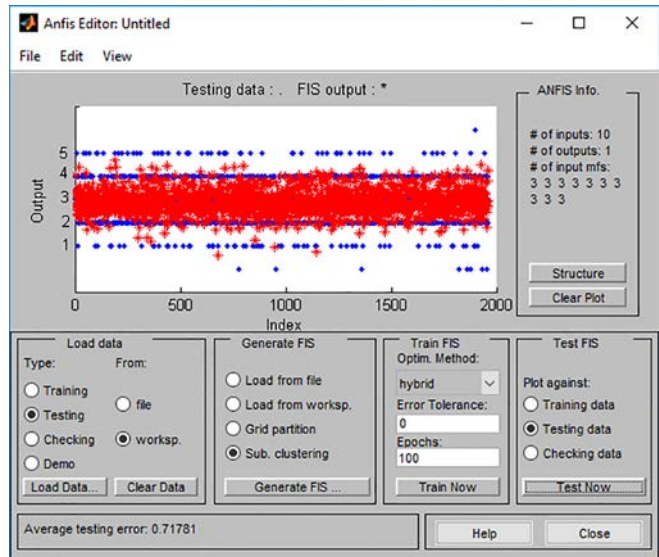 Anfis Editor: Untitled
File Edit View
Testing data : . FIS output : *
5
4
3
2
1
Output
0 500 1000 1500 2000
Index
ANFIS Info.
# of inputs: 10
# of outputs: 1
# of input mfs:
3 3 3 3 3 3 3
3 3 3
Structure
Clear Plot
Load data
Type: From:
Training
Testing
Checking
Demo
file
worksp.
Load Data... Clear Data
Generate FIS
Load from file
Load from worksp.
Grid partition
Sub. clustering
Generate FIS ...
Train FIS
Optim. Method:
hybrid
Error Tolerance:
0
Epochs:
100
Train Now
Test FIS
Plot against:
Training data
Testing data
Checking data
Test Now
Average testing error: 0.71781
Help Close